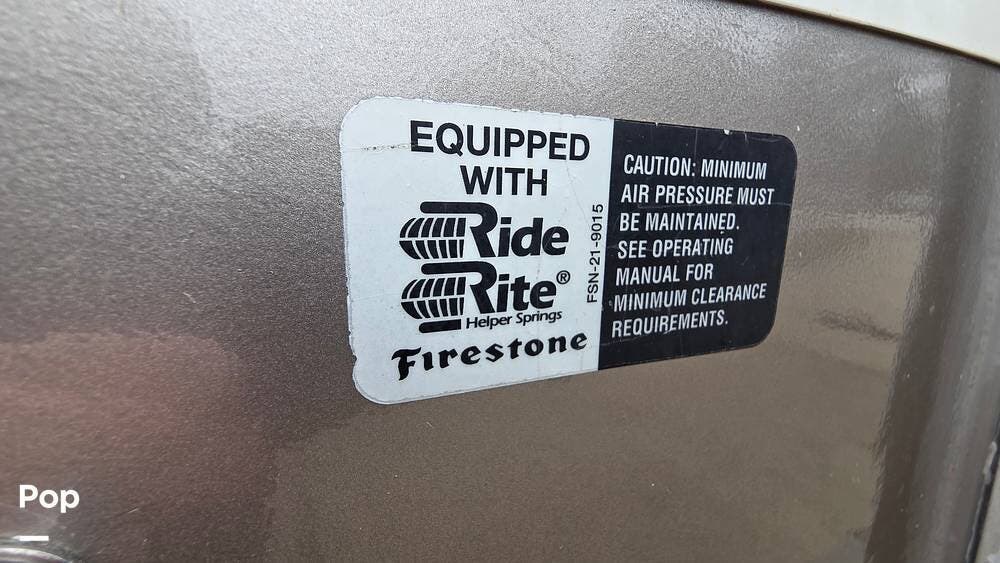 EQUIPPED
WITH
Ride
Rite®
Helper Springs
Firestone
FSN-21-9015
CAUTION: MINIMUM
AIR PRESSURE MUST
BE MAINTAINED.
SEE OPERATING
MANUAL FOR
MINIMUM CLEARANCE
REQUIREMENTS.
Pop